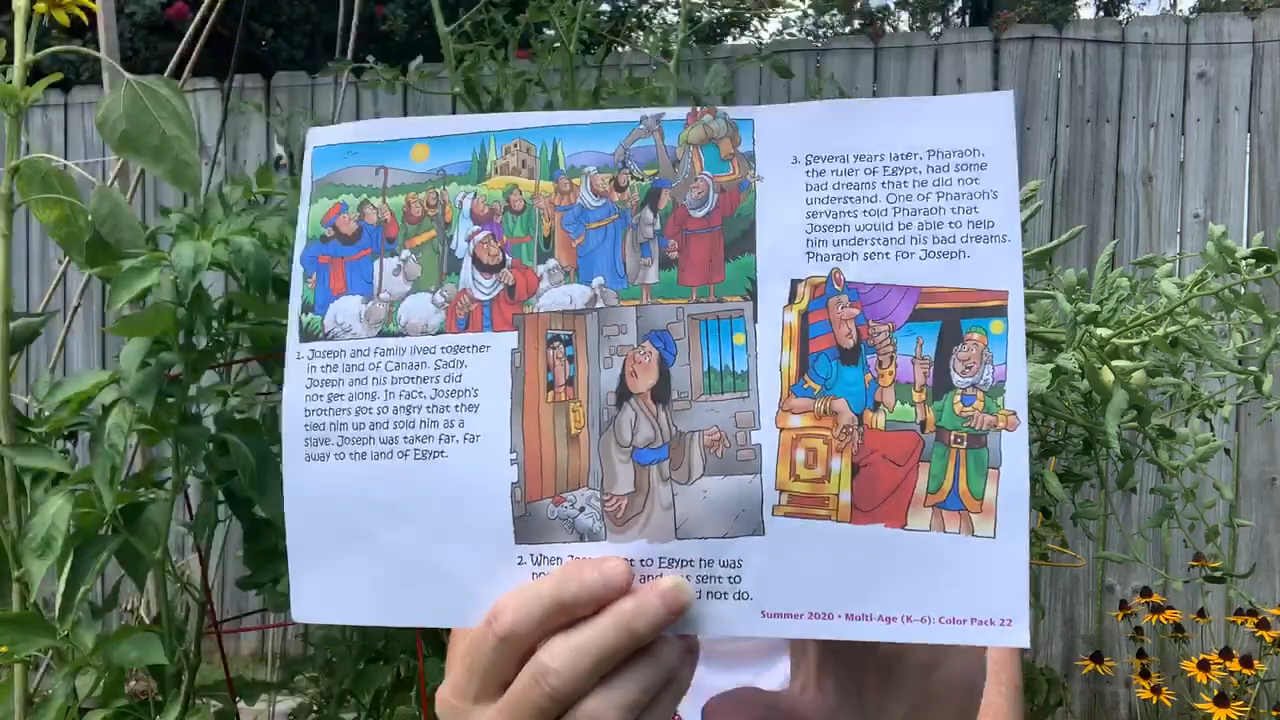 1. Joseph and family lived together
in the land of Canaan. Sadly,
Joseph and his brothers did
not get along. In fact, Joseph's
brothers got so angry that they
tied him up and sold him as a
slave. Joseph was taken far, far
away to the land of Egypt.
2. When to Egypt he was
and sent to
not do.
3. Several years later, Pharaoh,
the ruler of Egypt, had some
bad dreams that he did not
understand. One of Pharaoh's
servants told Pharaoh that
Joseph would be able to help
him understand his bad dreams.
Pharaoh sent for Joseph.
Summer 2020 • Multi-Age (K–6): Color Pack 22